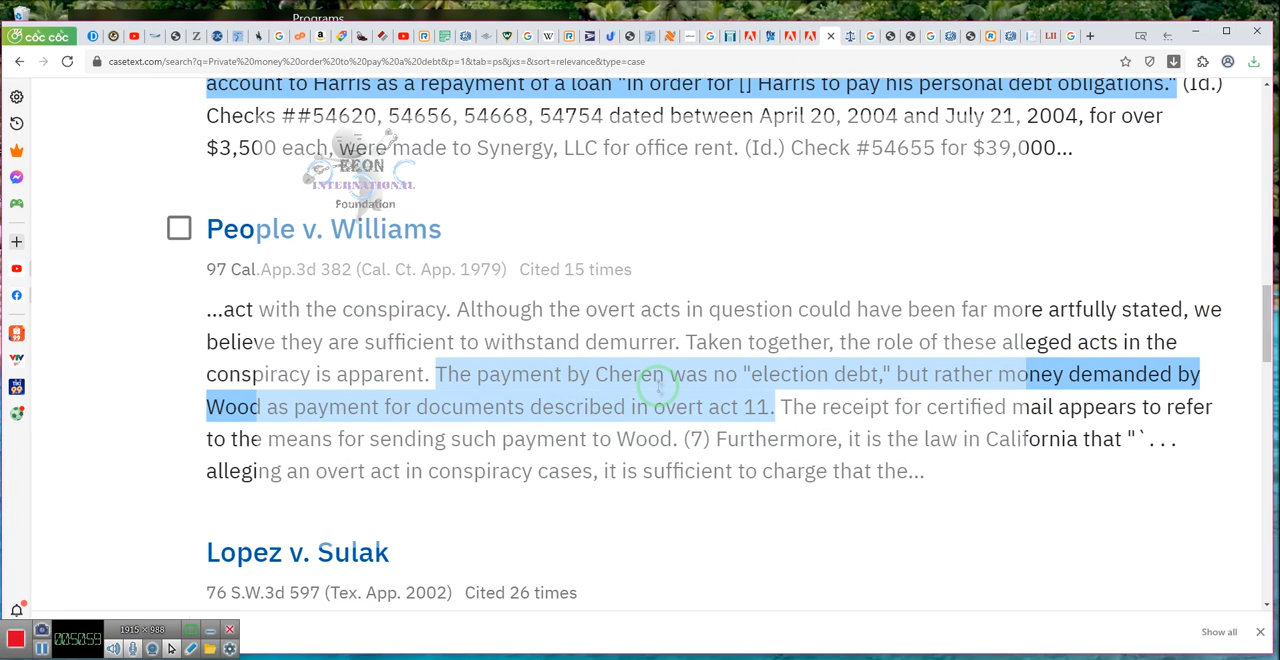 Programs
cốc cốc
casetext.com/search?q=Private%20money%20order%20to%20pay%20a%20debt&p=1&tab=ps&jxs=&sort=relevance&type=case
account to Harris as a repayment of a loan "in order for [] Harris to pay his personal debt obligations." (Id.)
Checks ##54620, 54656, 54668, 54754 dated between April 20, 2004 and July 21, 2004, for over
$3,500 each, were made to Synergy, LLC for office rent. (Id.) Check #54655 for $39,000...
EEON
INTERNATIONAL
Foundation
People v. Williams
97 Cal.App.3d 382 (Cal. Ct. App. 1979) Cited 15 times
...act with the conspiracy. Although the overt acts in question could have been far more artfully stated, we
believe they are sufficient to withstand demurrer. Taken together, the role of these alleged acts in the
conspiracy is apparent. The payment by Cheren was no "election debt," but rather money demanded by
Wood as payment for documents described in overt act 11. The receipt for certified mail appears to refer
to the means for sending such payment to Wood. (7) Furthermore, it is the law in California that "`. . .
alleging an overt act in conspiracy cases, it is sufficient to charge that the...
Lopez v. Sulak
76 S.W.3d 597 (Tex. App. 2002) Cited 26 times
1915 × 988
005059
Show all